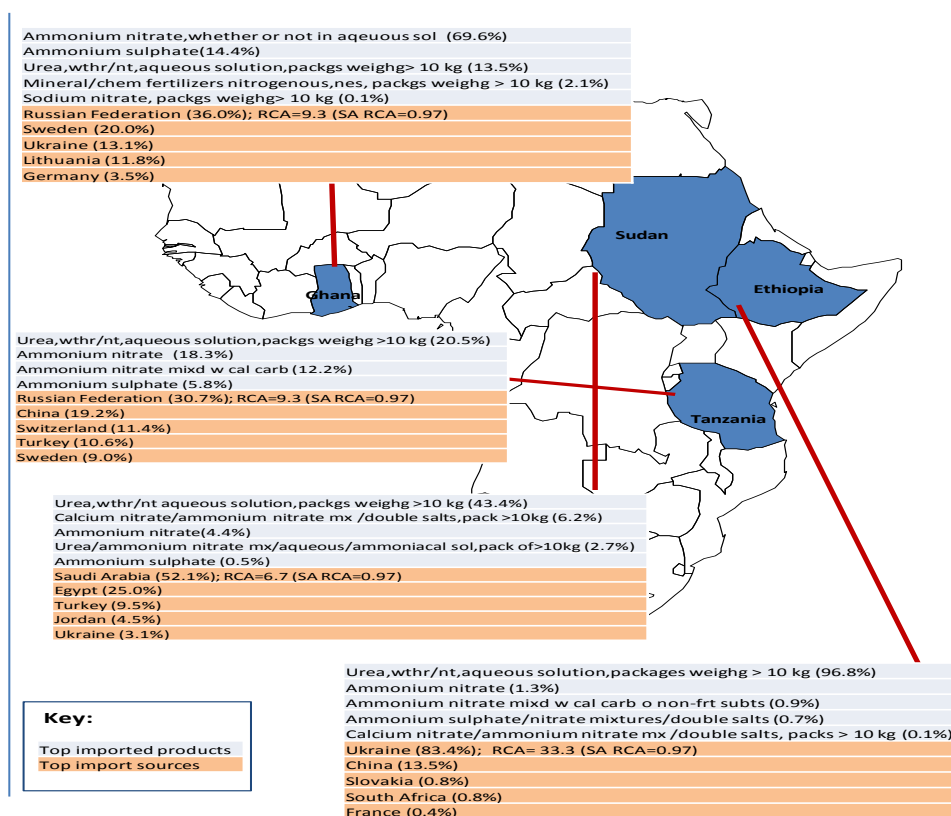 Ammonium nitrate,whether or not in aqeuous sol  (69.6%)
Ammonium sulphate(14.4%)
Urea,wthr/nt,aqueous solution,packgs weighg> 10 kg (13.5%)
Mineral/chem fetilizers nitrogenous,nes, packgs weighg > 10 kg (2.1%)
Sodium nitrate, packgs weighg> 10 kg (0.1%)
Russian Federation (36.0%); RCA=9.3 (SA RCA=0.97)
Sweden (20.0%)
Ukraine (13.1%)
Lithuania (11.8%)
Germany (3.5%)
Sudan
Ethiopia
Ghana
Urea,wthr/nt,aqueous solution,packgs weighg >10 kg (20.5%)
Ammonium nitrate  (18.3%)
Ammonium nitrate mixd w cal carb (12.2%)
Ammonium sulphate (5.8%)
Russian Federation (30.7%); RCA=9.3 (SA RCA=0.97)
China (19.2%)
Switzerland (11.4%)
Turkey (10.6%)
Sweden (9.0%)
Tanzania
Urea,wthr/nt aqueous solution,packgs weighg >10 kg (43.4%)
Calcium nitrate/ammonium nitrate mx /double salts,pack >10kg (6.2%)
Ammonium nitrate(4.4%)
Urea/ammonium nitrate mx/aqueous/ammoniacal sol,pack of>10kg (2.7%)
Ammonium sulphate (0.5%)
Saudi Arabia (52.1%); RCA=6.7 (SA RCA=0.97)
Egypt (25.0%)
Turkey (9.5%)
Jordan (4.5%)
Ukraine (3.1%)
Urea,wthr/nt,aqueous solution,packages weighg > 10 kg (96.8%)
Ammonium nitrate (1.3%)
Ammonium nitrate mixd w cal carb o non-frt subts (0.9%)
Ammonium sulphate/nitrate mixtures/double salts (0.7%)
Calcium nitrate/ammonium nitrate mx /double salts, packs > 10 kg (0.1%)
Ukraine (83.4%);  RCA= 33.3 (SA RCA=0.97)
China (13.5%)
Slovakia (0.8%)
South Africa (0.8%)
France (0.4%)
Key:
Top imported products
Top import sources